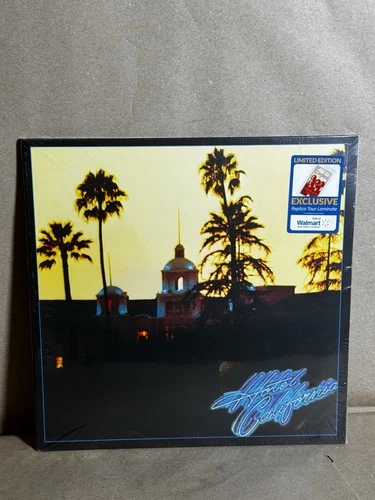 LIMITED EDITION
EXCLUSIVE
Replica Tour Laminate
Walmart
Hotel
California